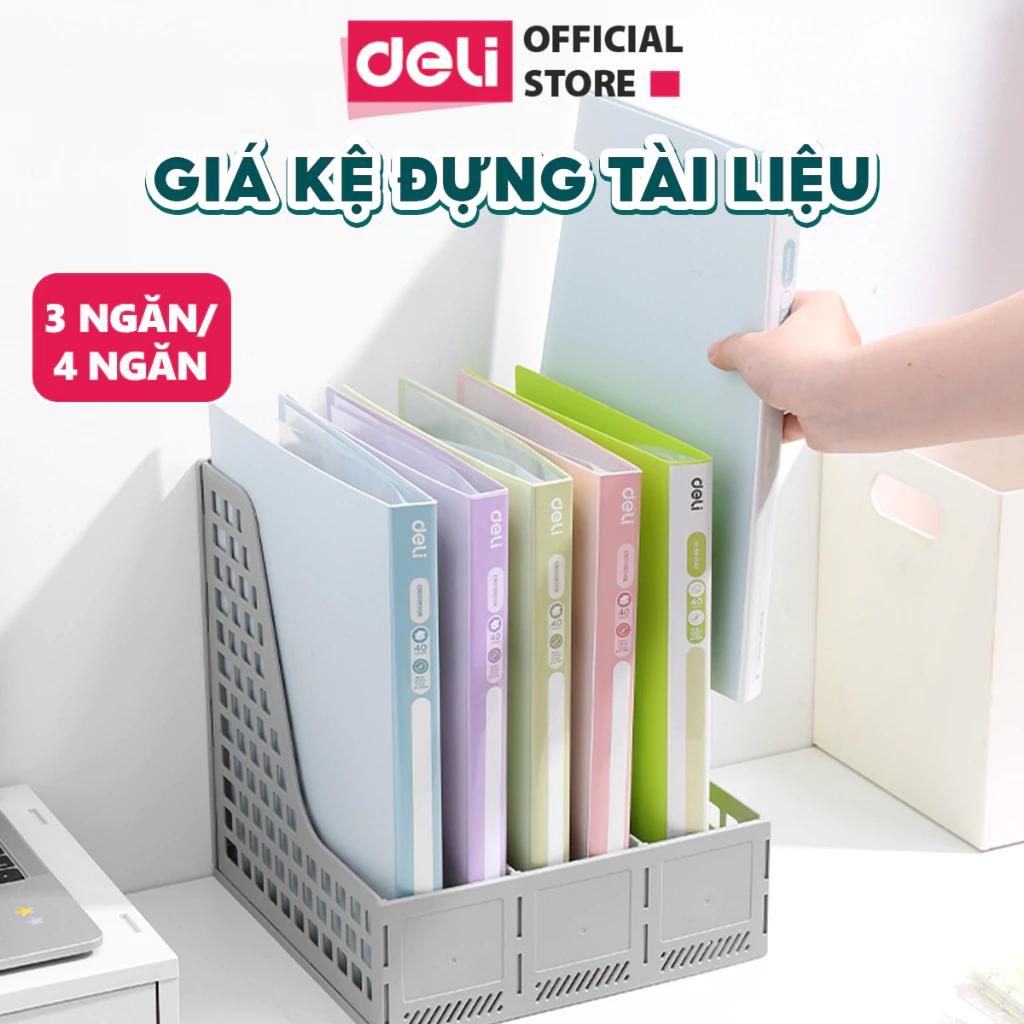 deli OFFICIAL
STORE
GIÁ KỆ ĐỰNG TÀI LIỆU
3 NGĂN/
4 NGĂN
deli
deli
deli
deli
deli